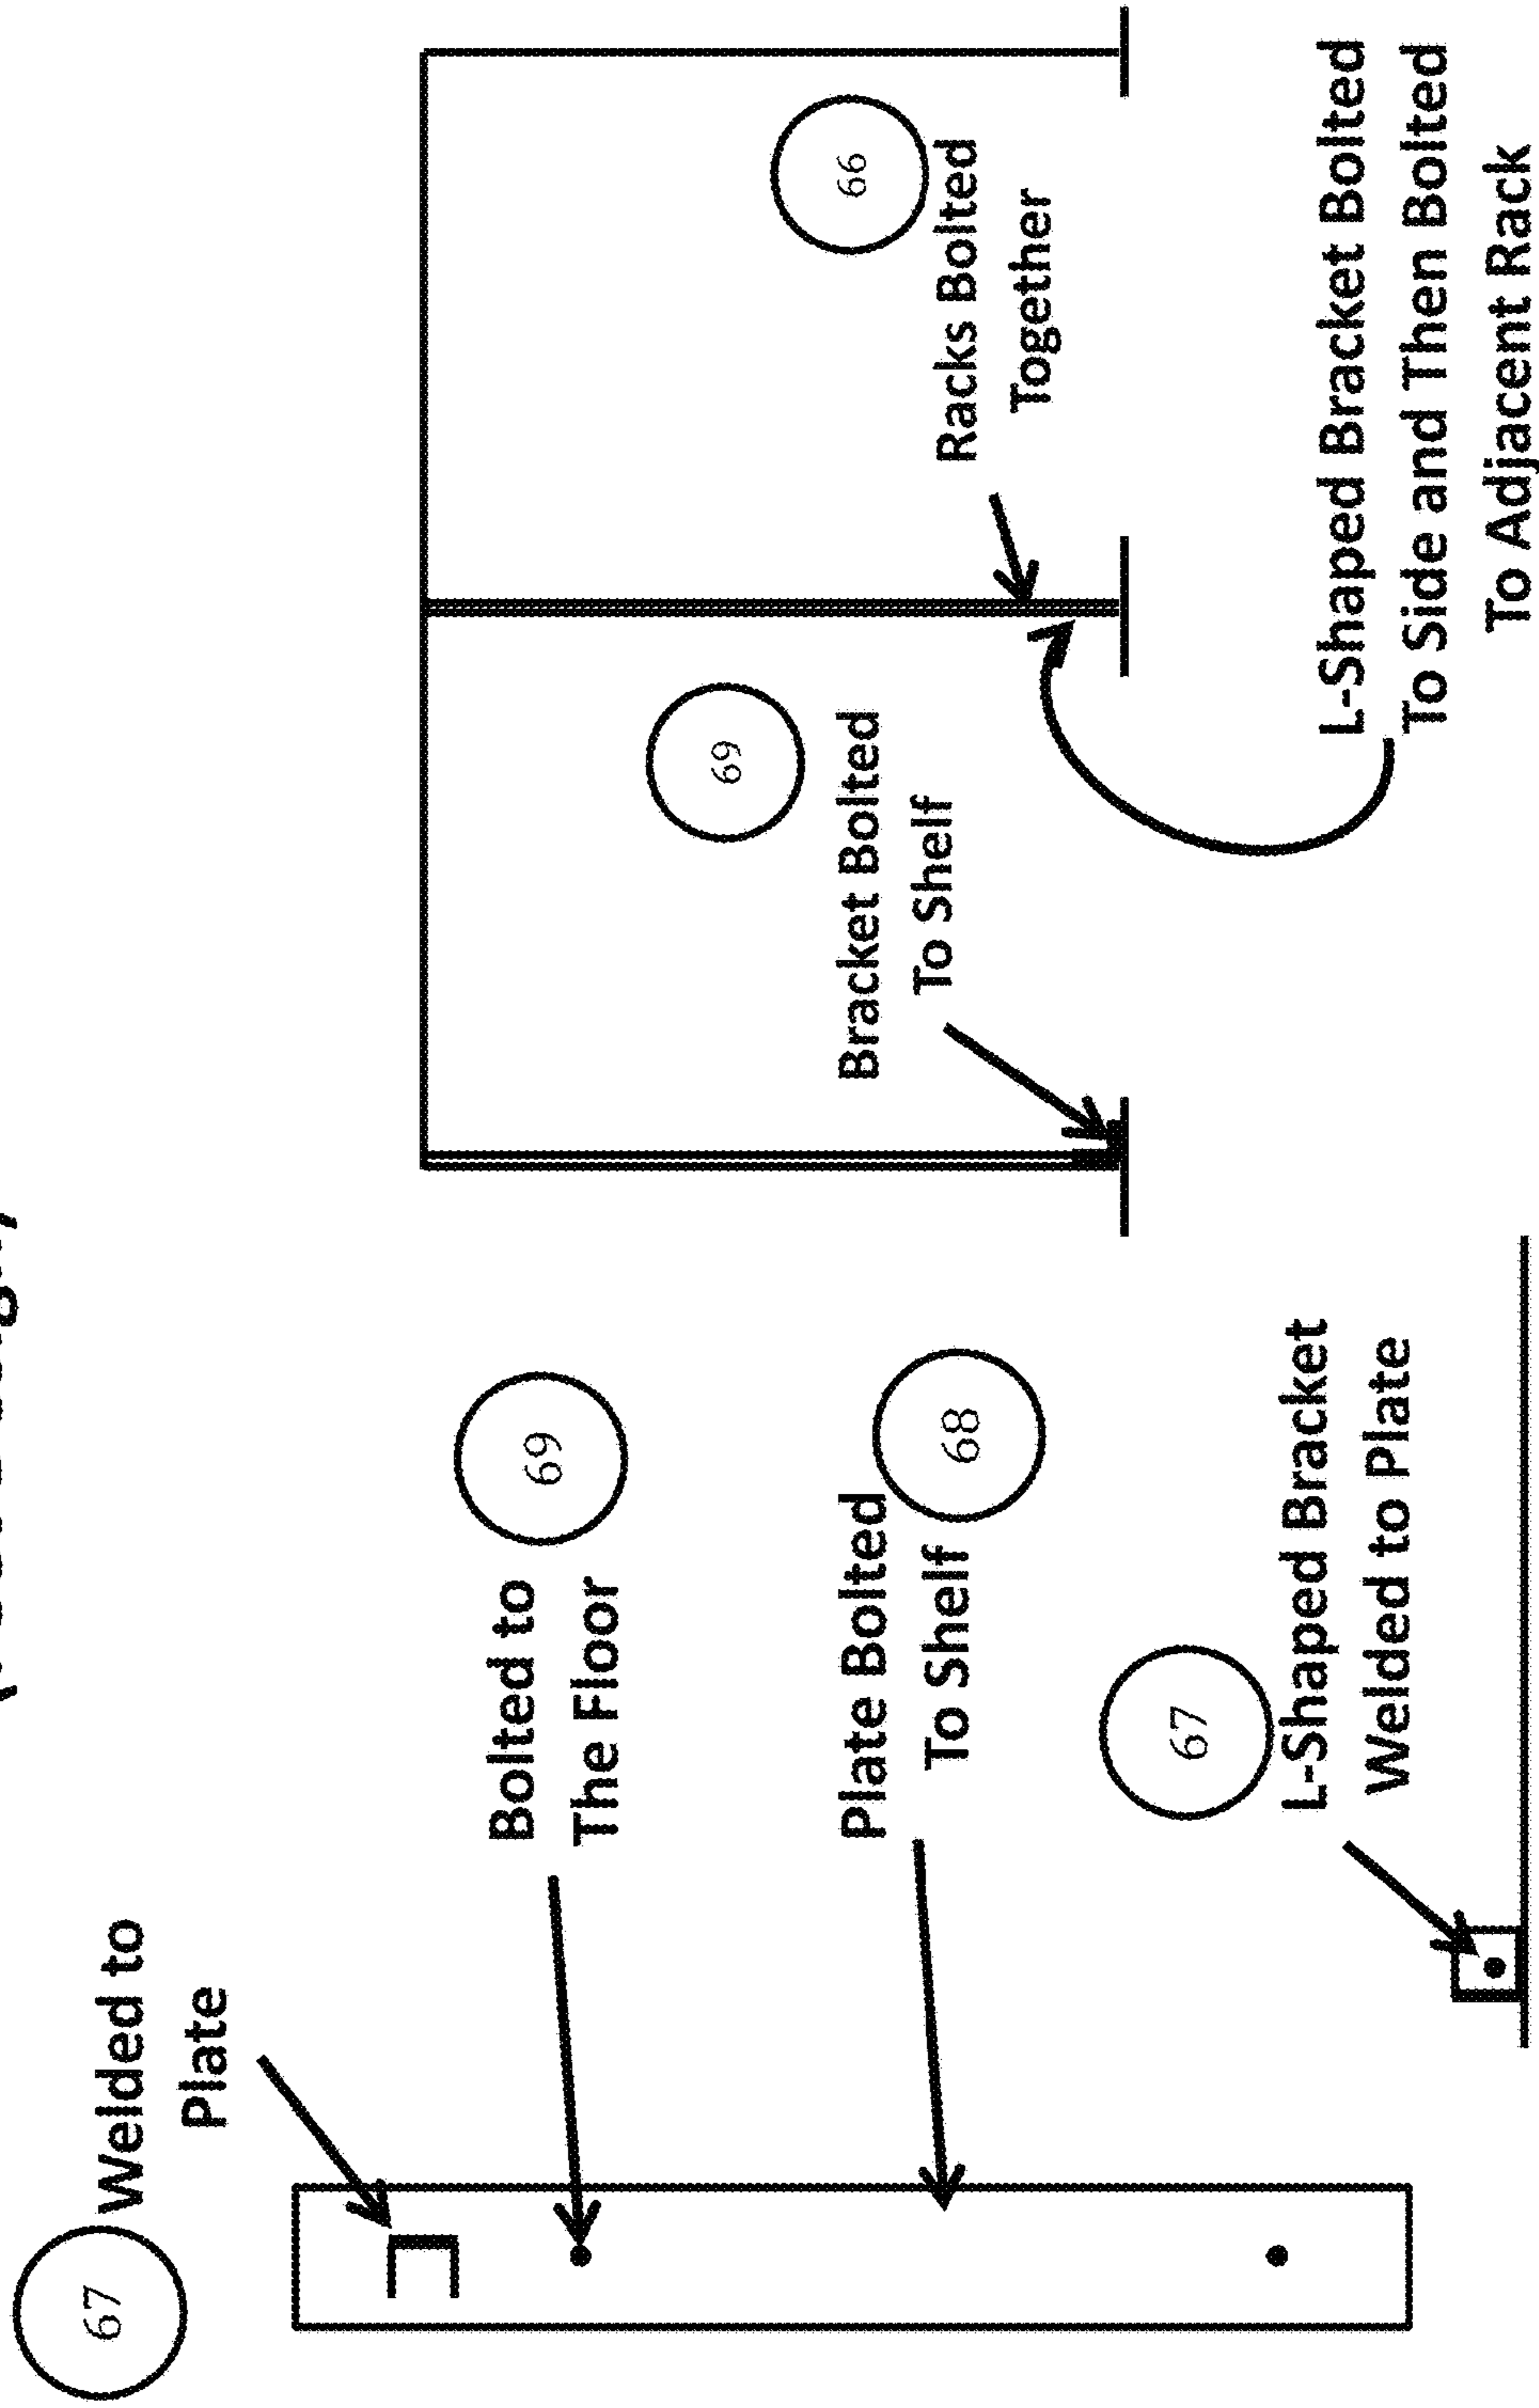 67
Welded to
Plate
Bolted to
The Floor
69
Plate Bolted
To Shelf
68
67
L-Shaped Bracket
Welded to Plate
69
Bracket Bolted
To Shelf
66
Racks Bolted
Together
L-Shaped Bracket Bolted
To Side and Then Bolted
To Adjacent Rack